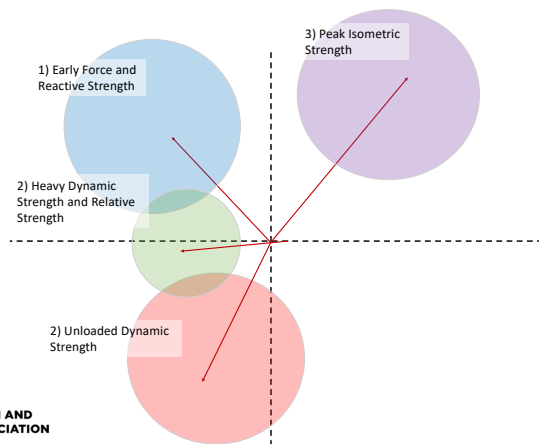 3) Peak Isometric
Strength
1) Early Force and
Reactive Strength
2) Heavy Dynamic
Strength and Relative
Strength
2) Unloaded Dynamic
Strength
AND